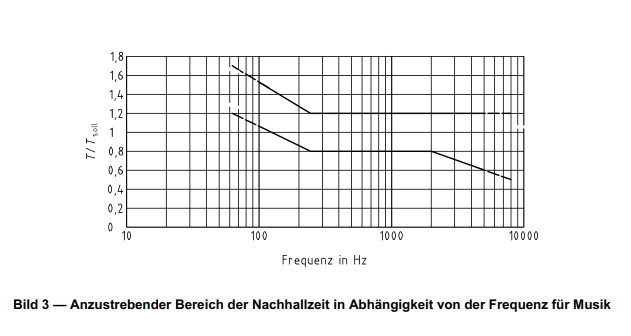 1,8
1,6
1,4
1,2
1
0,8
0,6
0,4
0,2
0
T / Tsoll
10 100 1000 10000
Frequenz in Hz
Bild 3 — Anzustrebender Bereich der Nachhallzeit in Abhängigkeit von der Frequenz für Musik